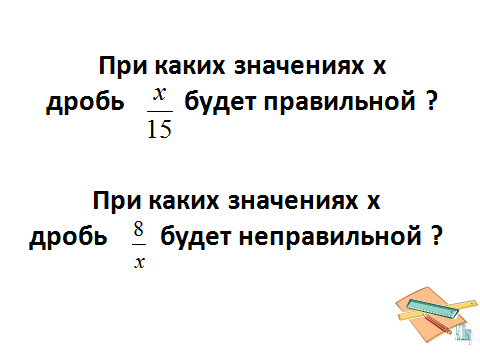 При каких значениях х
дробь x/15 будет правильной ?
При каких значениях х
дробь 8/x будет неправильной ?